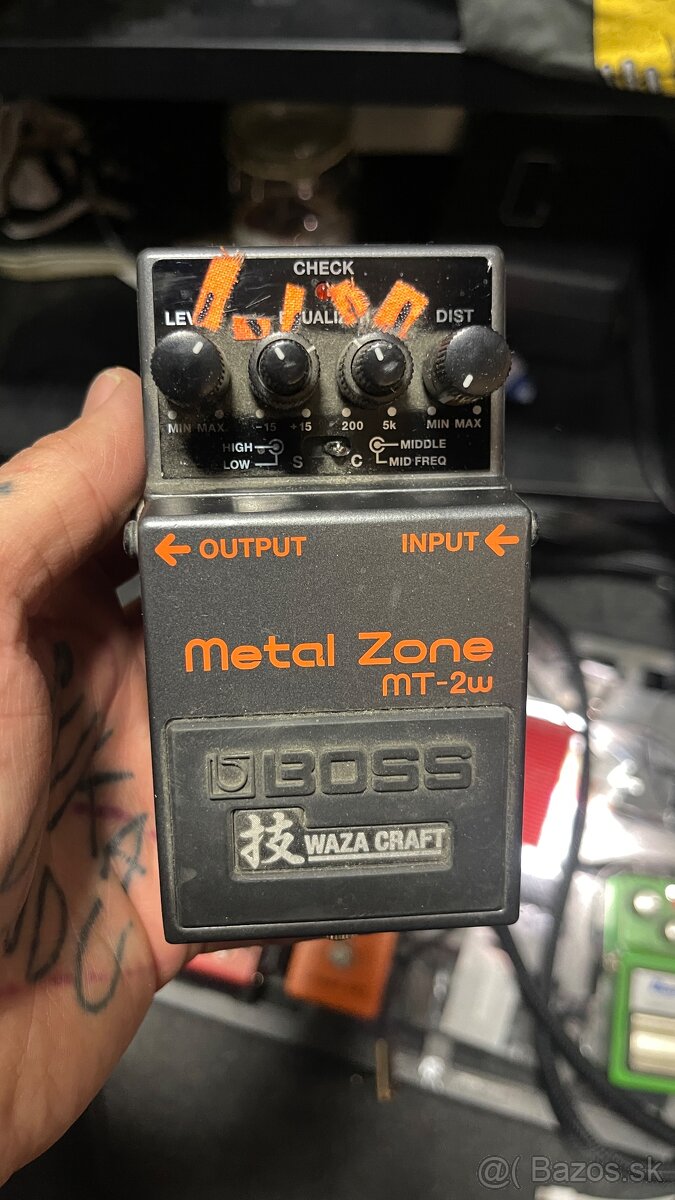 CHECK
DIST
MIN MAX -15 +15 200 5k MIN MAX
HIGH MIDDLE
LOW S C MID FREQ
OUTPUT INPUT
Metal Zone
MT-2w
BOSS
技 WAZA CRAFT
@( Bazos.sk